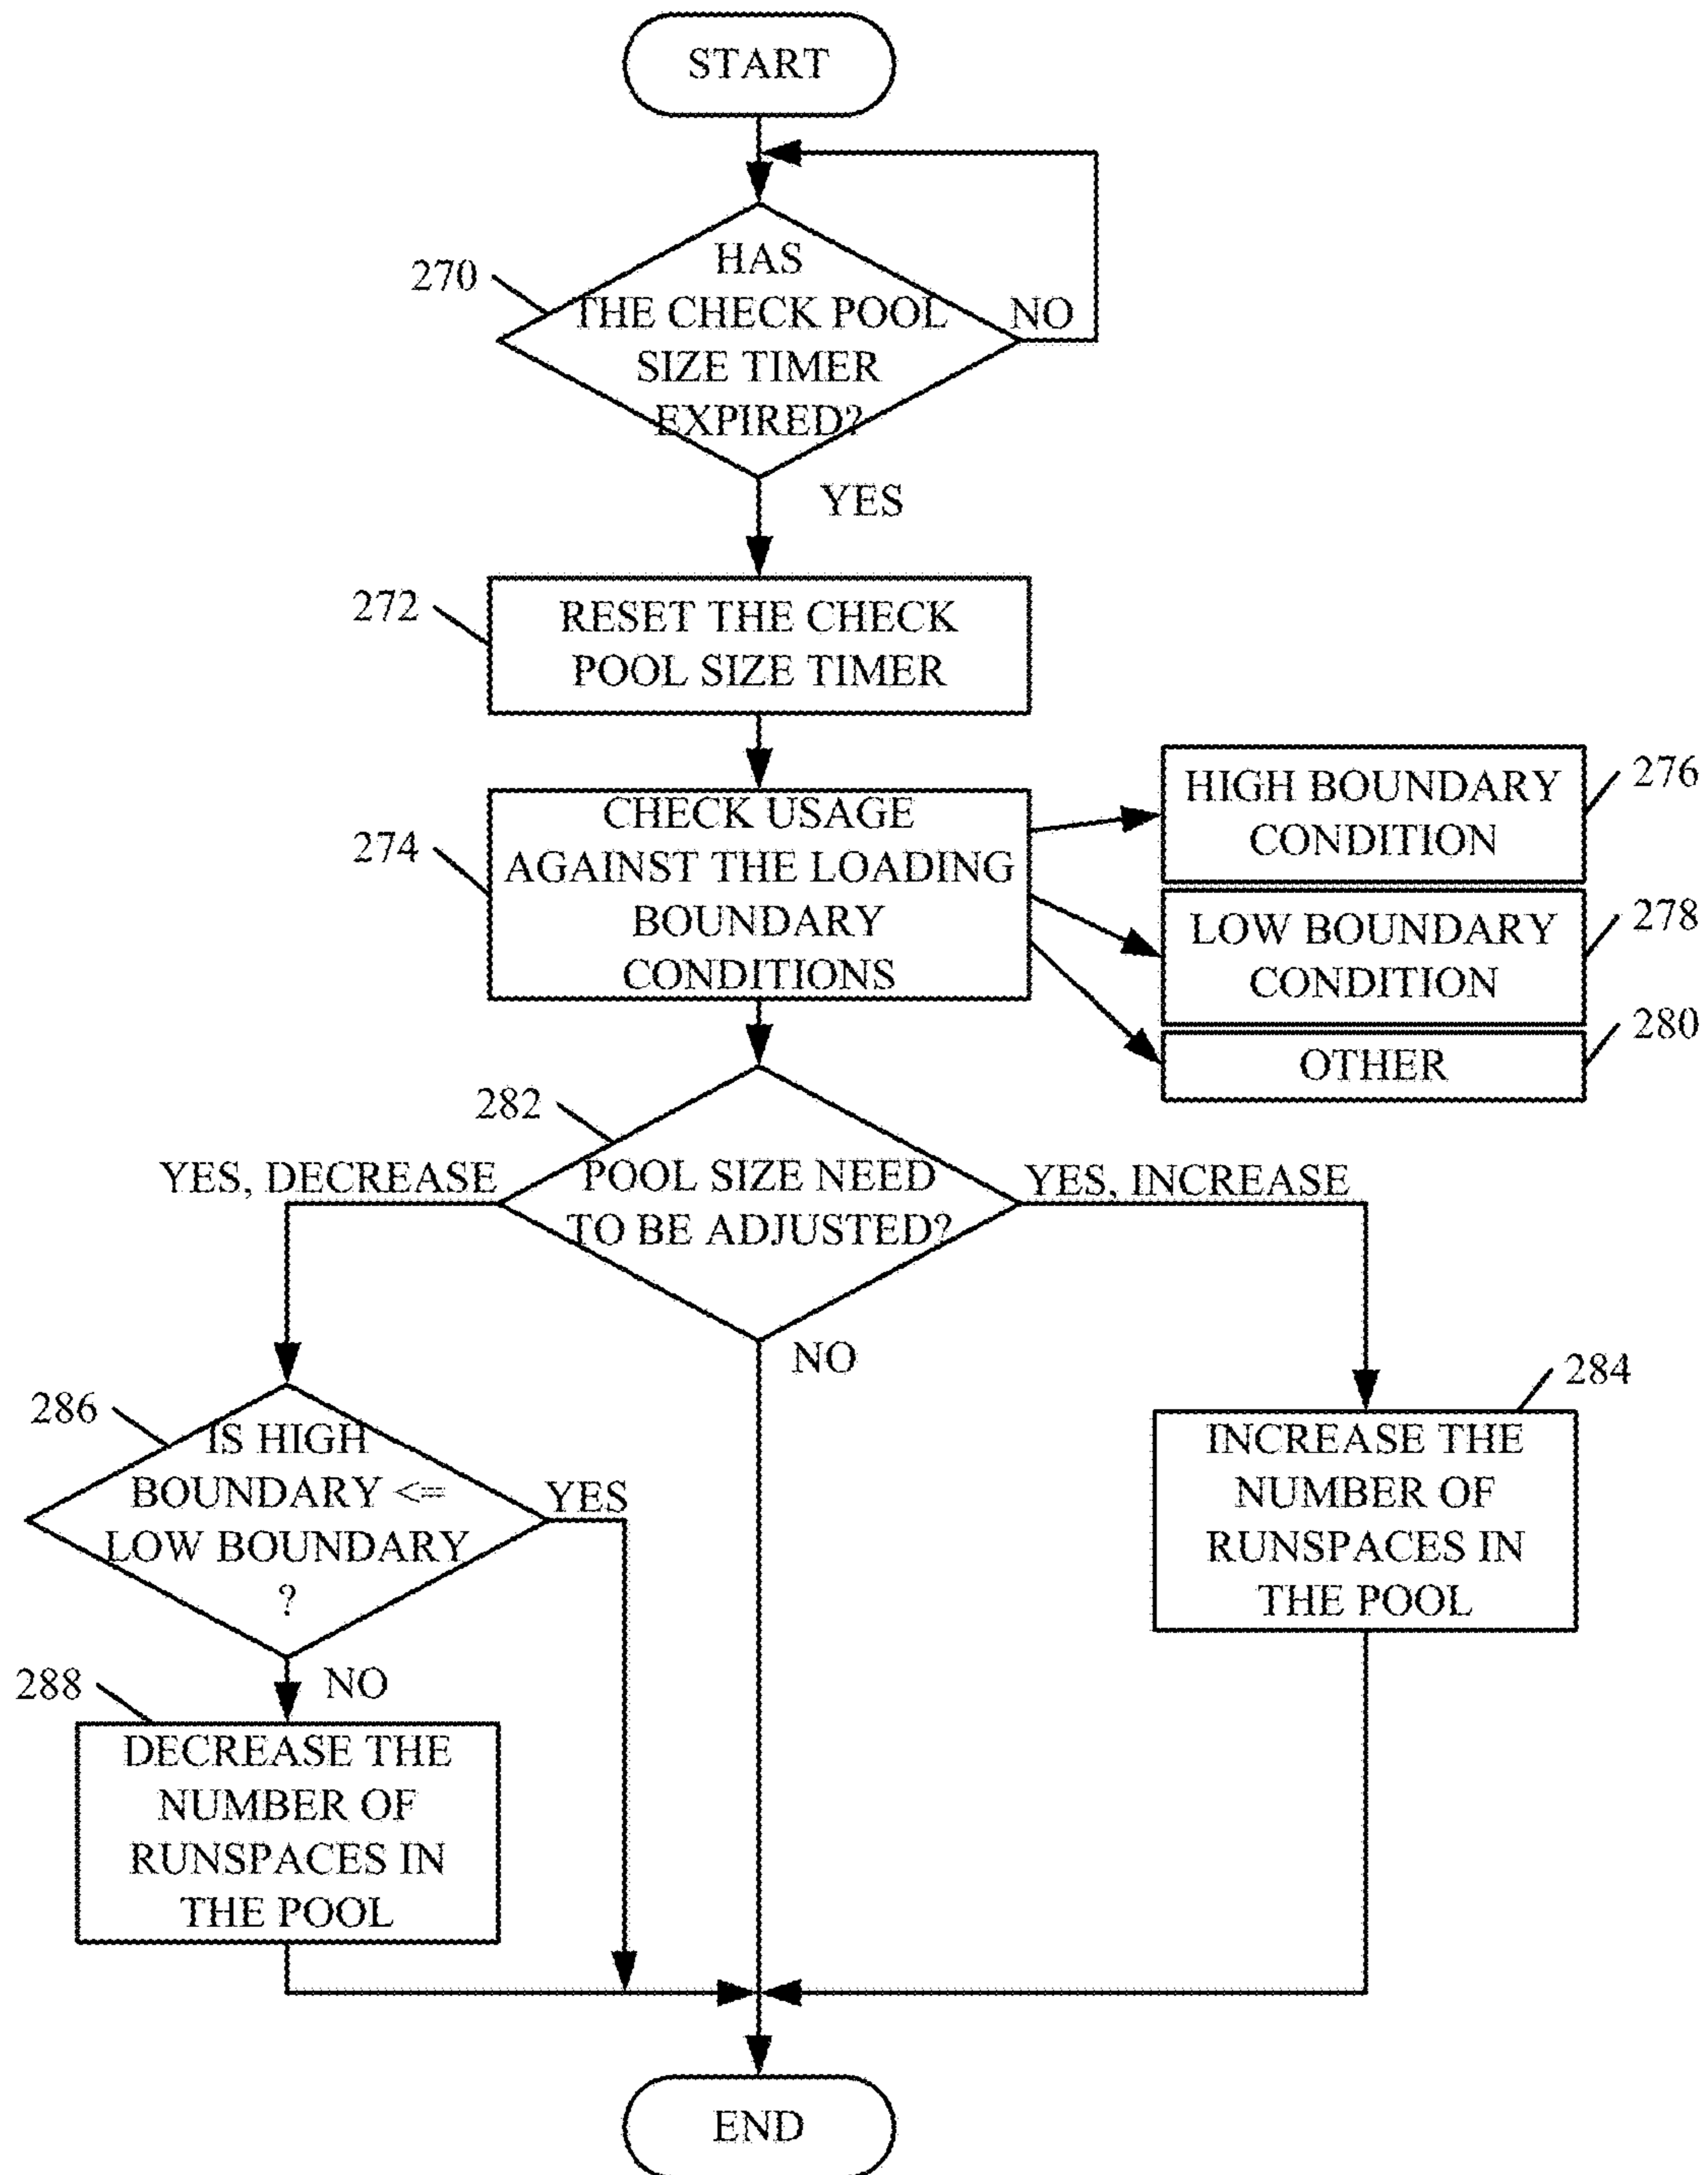 START
HAS
THE CHECK POOL
SIZE TIMER
EXPIRED?
270
NO
YES
272
RESET THE CHECK
POOL SIZE TIMER
274
CHECK USAGE
AGAINST THE LOADING
BOUNDARY
CONDITIONS
HIGH BOUNDARY
CONDITION
276
LOW BOUNDARY
CONDITION
278
OTHER
280
282
POOL SIZE NEED
TO BE ADJUSTED?
YES, DECREASE
YES, INCREASE
NO
286
IS HIGH
BOUNDARY <=
LOW BOUNDARY
?
YES
NO
284
INCREASE THE
NUMBER OF
RUNSPACES IN
THE POOL
288
DECREASE THE
NUMBER OF
RUNSPACES IN
THE POOL
END